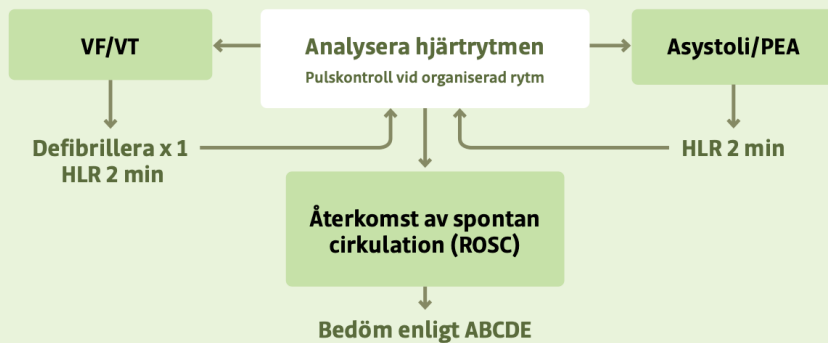 VF/VT
Analysera hjärtrytmen
Pulskontroll vid organiserad rytm
Asystoli/PEA
Defibrillera x 1
HLR 2 min
HLR 2 min
Återkomst av spontan
cirkulation (ROSC)
Bedöm enligt ABCDE